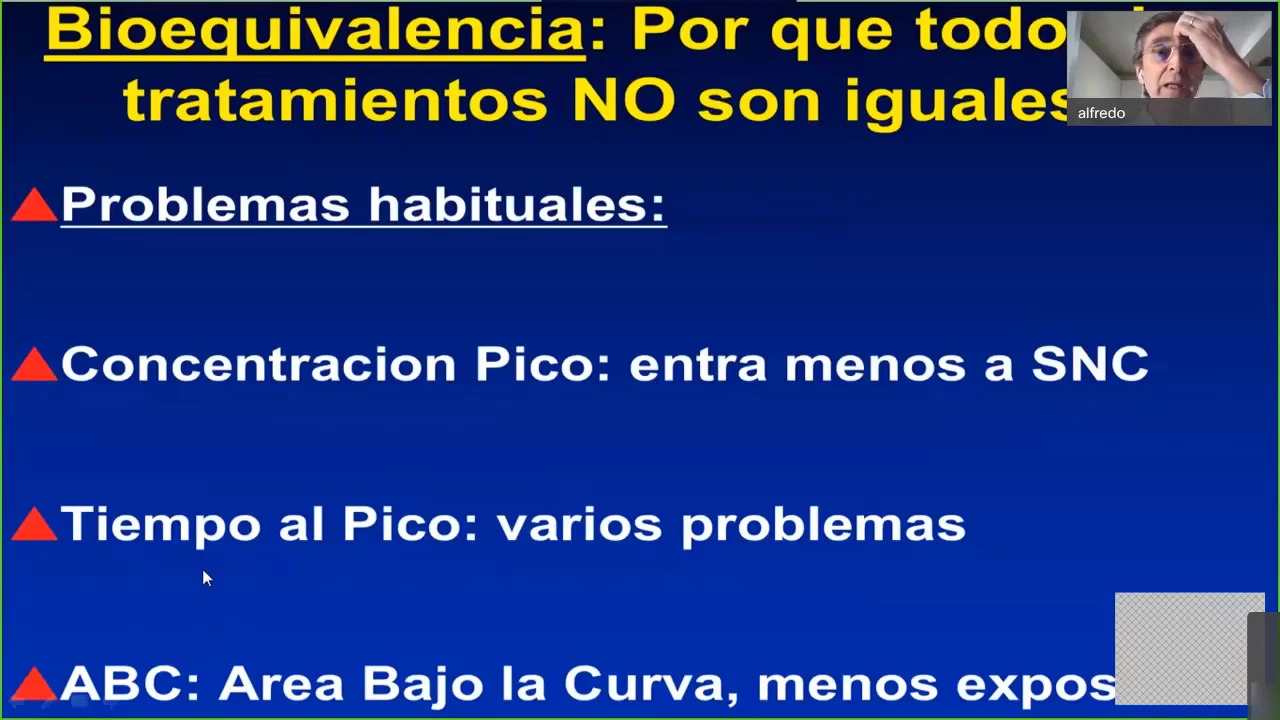 Bioequivalencia: Por que todo
tratamientos NO son iguales
alfredo
Problemas habituales:
Concentracion Pico: entra menos a SNC
Tiempo al Pico: varios problemas
ABC: Area Bajo la Curva, menos expos